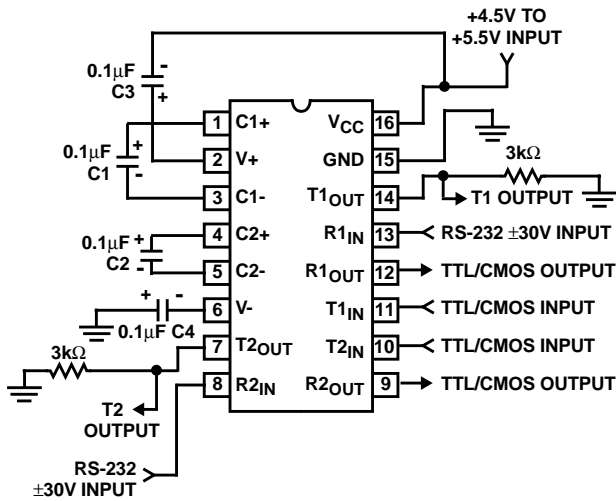 +4.5V TO
+5.5V INPUT
0.1µF
-
C3
+
1 C1+ VCC 16
+
0.1µF
C1
-
2 V+ GND 15
3kΩ
3 C1- T1OUT 14
T1 OUTPUT
4 C2+ R1IN 13 RS-232 ±30V INPUT
0.1µF +
C2 -
5 C2- R1OUT 12 TTL/CMOS OUTPUT
+ -
6 V- T1IN 11 TTL/CMOS INPUT
0.1µF C4
7 T2OUT T2IN 10 TTL/CMOS INPUT
3kΩ
8 R2IN R2OUT 9 TTL/CMOS OUTPUT
T2
OUTPUT
RS-232
±30V INPUT